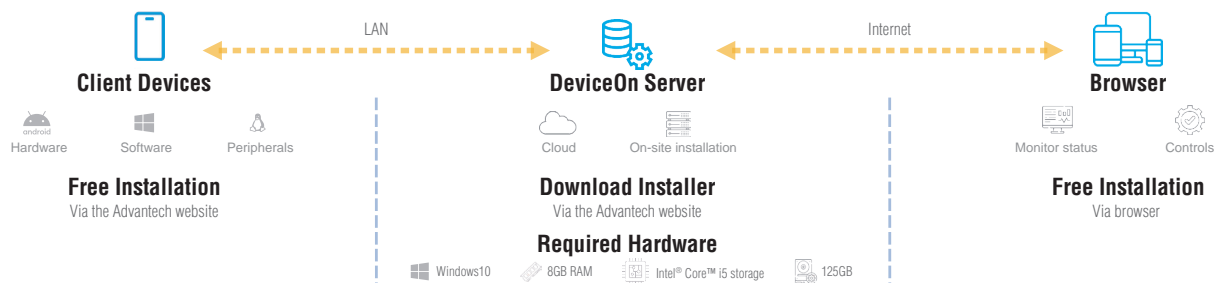 LAN
Internet
Client Devices
DeviceOn Server
Browser
android
Hardware
Software
Peripherals
Cloud
On-site installation
Monitor status
Controls
Free Installation
Via the Advantech website
Download Installer
Via the Advantech website
Free Installation
Via browser
Required Hardware
Windows10
8GB RAM
Intel® Core™ i5 storage
125GB